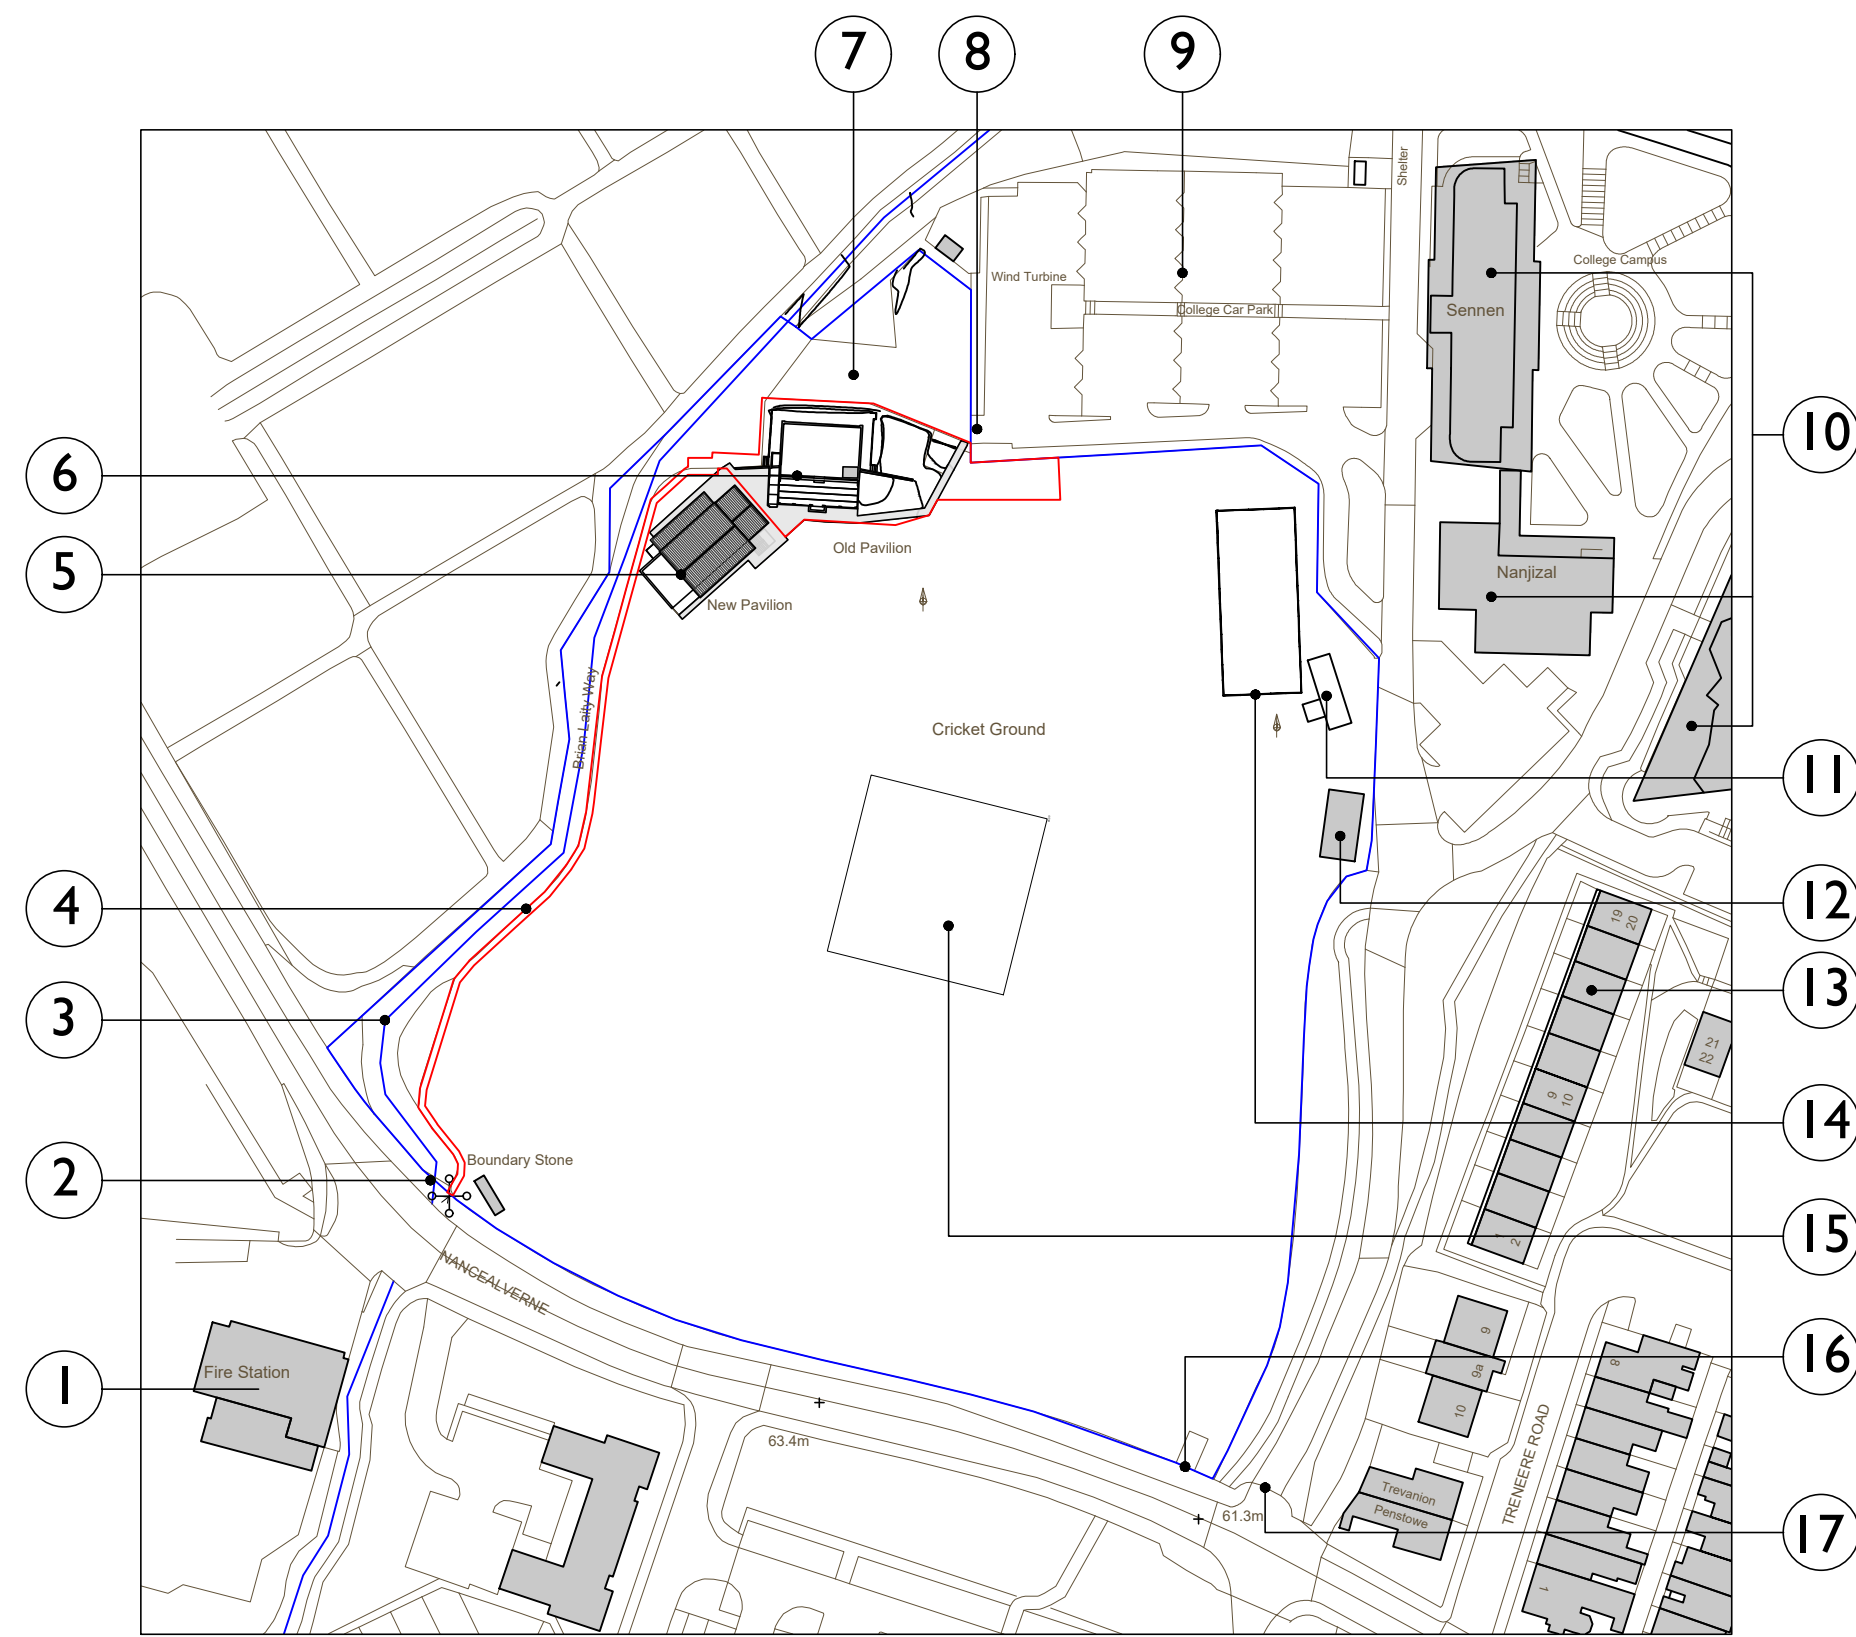 7
8
9
Shelter
College Campus
Wind Turbine
College Car Park
Sennen
10
6
Old Pavilion
5
Nanjizal
New Pavilion
Brian Laity Way
Cricket Ground
11
4
12
19
20
13
3
21
22
9
10
14
2
Boundary Stone
1
2
15
NANCEALVERNE
Fire Station
1
9
9a
10
8
16
63.4m
TRENEERE ROAD
Trevanion
Penstowe
61.3m
17
1